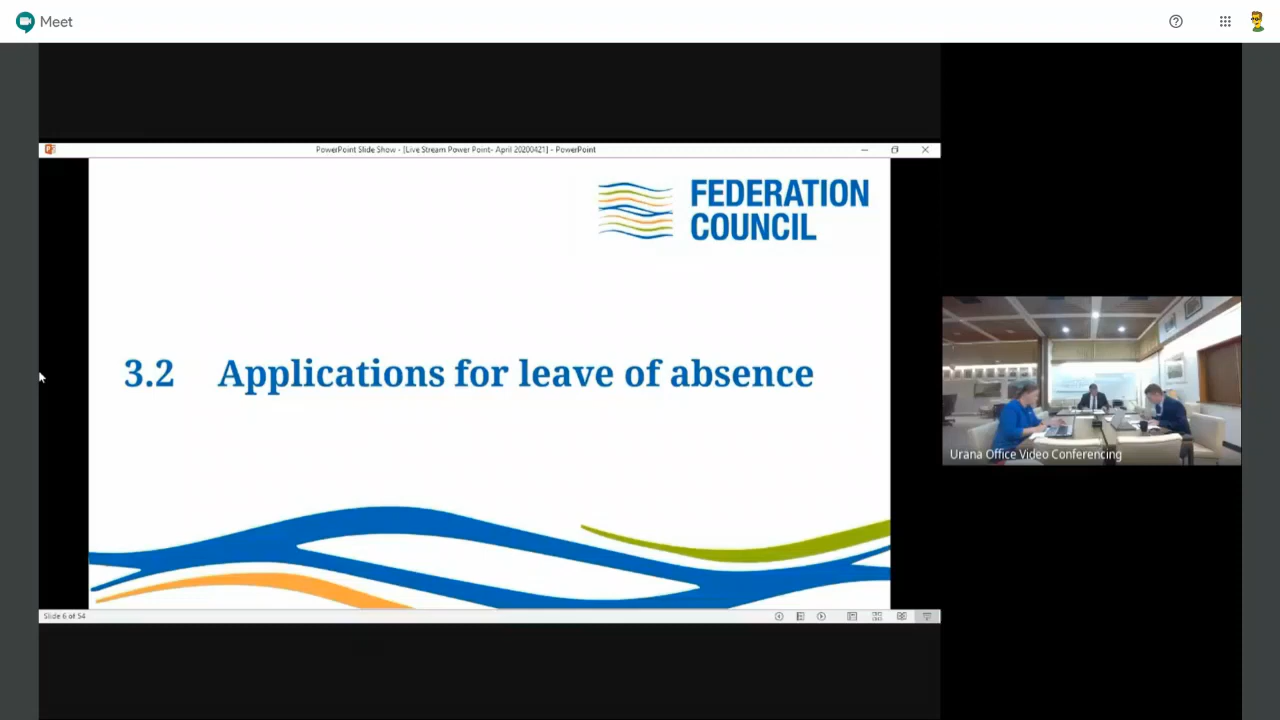 Meet
PowerPoint Slide Show - [Live Stream Power Point- April 20200421] - PowerPoint
FEDERATION
COUNCIL
3.2 Applications for leave of absence
Urana Office Video Conferencing
Slide 6 of 54